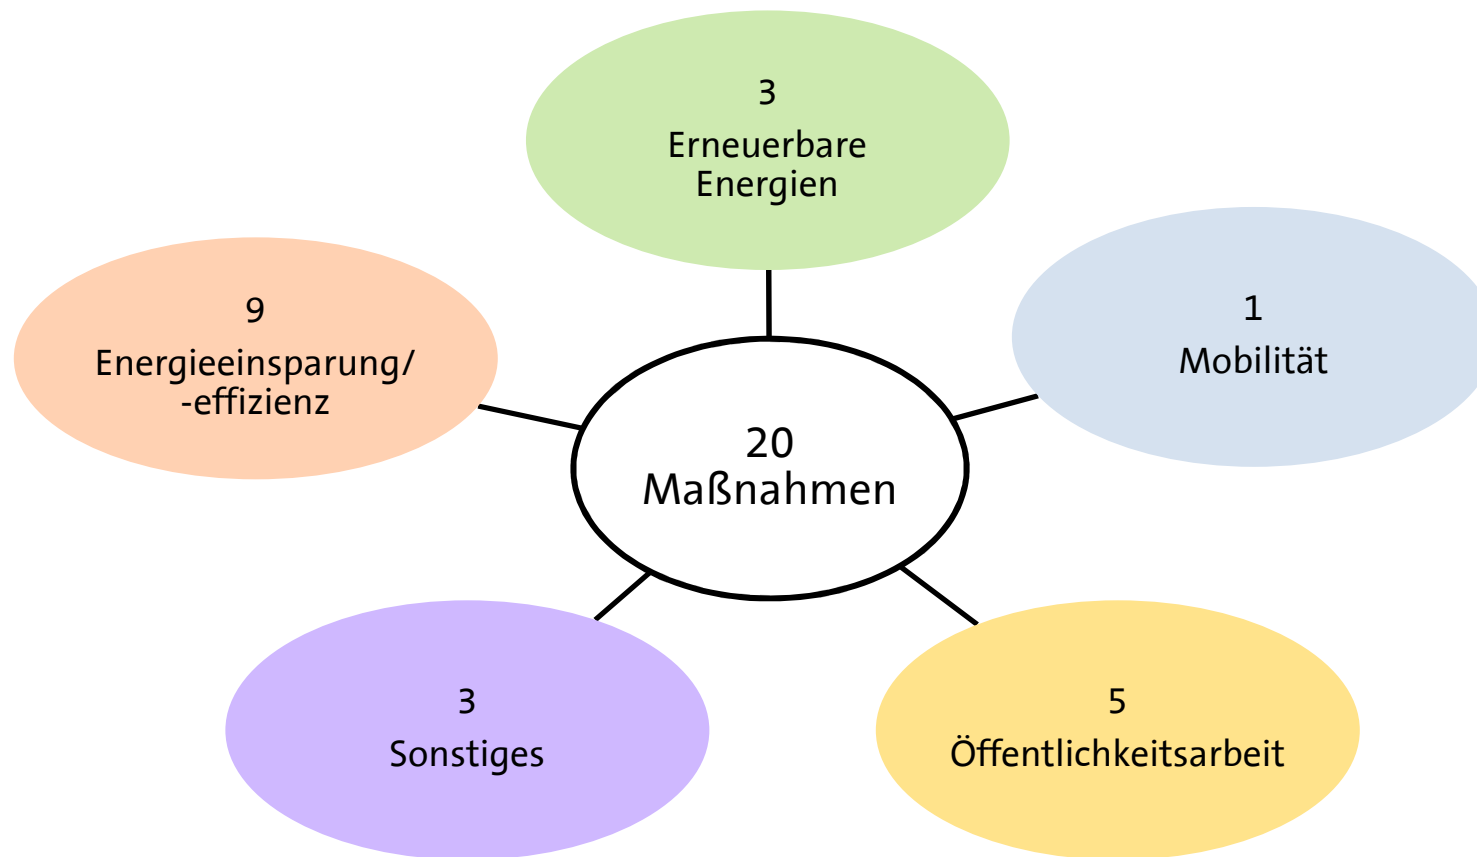 3
Erneuerbare
Energien
9
Energieeinsparung/
-effizienz
1
Mobilität
20
Maßnahmen
3
Sonstiges
5
Öffentlichkeitsarbeit